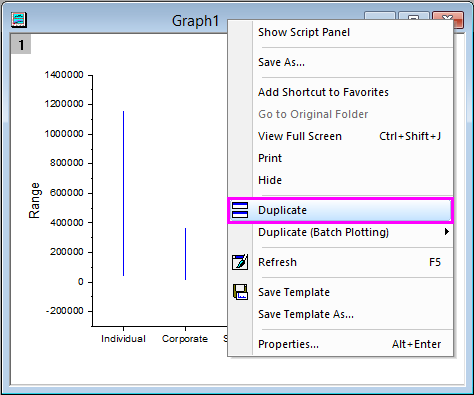 Graph1
1
Show Script Panel
Save As...
Add Shortcut to Favorites
Go to Original Folder
View Full Screen Ctrl+Shift+J
Print
Hide
Duplicate
Duplicate (Batch Plotting)
Refresh F5
Save Template
Save Template As...
Properties... Alt+Enter
1400000
1200000
1000000
800000
600000
400000
200000
0
-200000
Range
Individual Corporate S